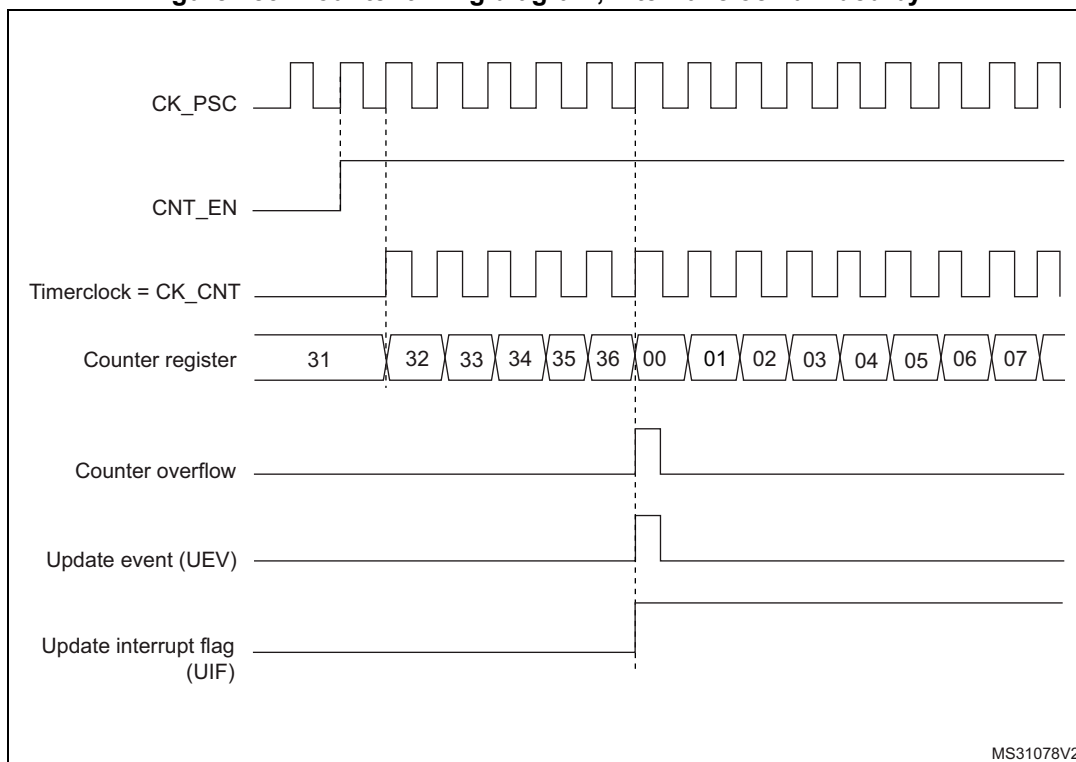 CK_PSC
CNT_EN
Timerclock = CK_CNT
Counter register 31 32 33 34 35 36 00 01 02 03 04 05 06 07
Counter overflow
Update event (UEV)
Update interrupt flag
(UIF)
MS31078V2